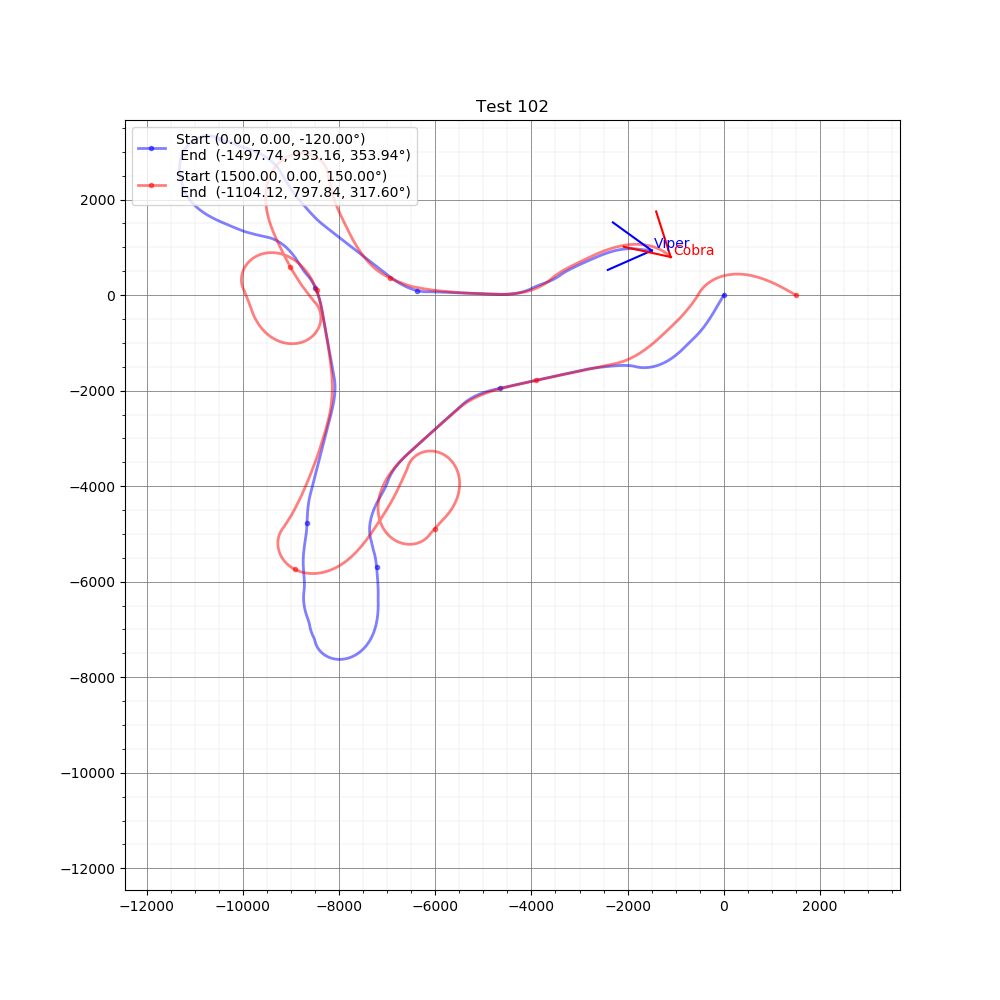 Test 102
Start (0.00, 0.00, -120.00°)
End  (-1497.74, 933.16, 353.94°)
Start (1500.00, 0.00, 150.00°)
End  (-1104.12, 797.84, 317.60°)
2000
Viper
Cobra
0
−2000
−4000
−6000
−8000
−10000
−12000
−12000 −10000 −8000 −6000 −4000 −2000 0 2000